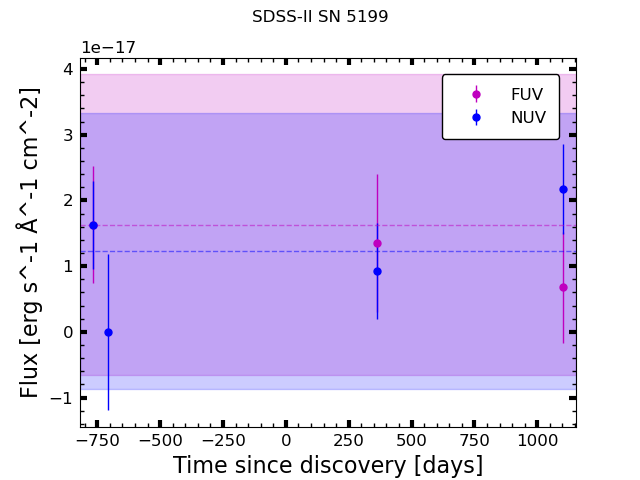 SDSS-II SN 5199
1e−17
FUV
NUV
4
3
2
1
0
−1
−750 −500 −250 0 250 500 750 1000
Time since discovery [days]
Flux [erg s^-1 Å^-1 cm^-2]